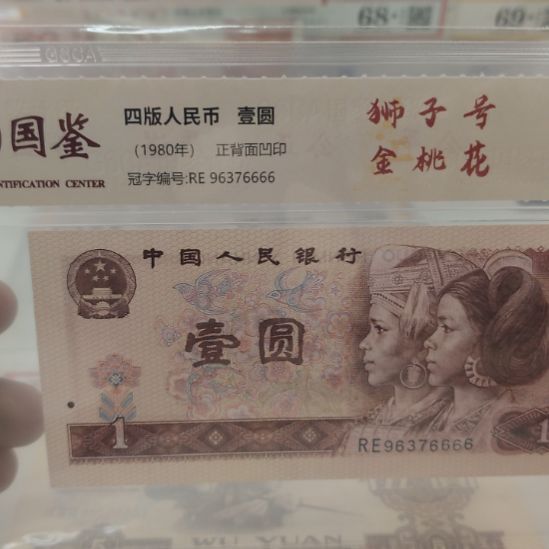 68·
69·
国鉴
NTIFICATION CENTER
四版人民币 壹圆
(1980年) 正背面凹印
冠字编号:RE 96376666
狮子号
金桃花
中国人民银行
壹圆
1
RE96376666
1
WU YUAN